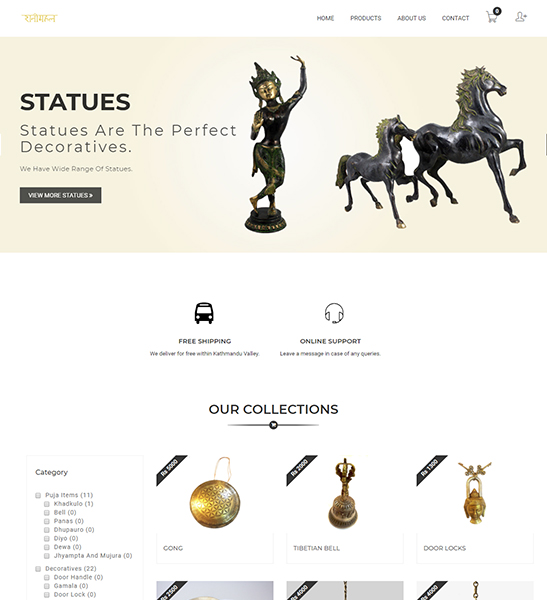 रानीमहल
HOME PRODUCTS ABOUT US CONTACT 0
STATUES
Statues Are The Perfect
Decoratives.
We Have Wide Range Of Statues.
VIEW MORE STATUES »
FREE SHIPPING
We deliver for free within Kathmandu Valley.
ONLINE SUPPORT
Leave a message in case of any queries.
OUR COLLECTIONS
Category
Puja Items (11)
Khadkulo (1)
Bell (0)
Panas (0)
Dhupauro (0)
Diyo (0)
Dewa (0)
Jhyampta And Mujura (0)
Decoratives (22)
Door Handle (0)
Gamala (0)
Door Lock (0)
Rs 5000
GONG
Rs 2000
TIBETIAN BELL
Rs 1300
DOOR LOCKS
Rs 2500
Rs 4000
Rs 4000